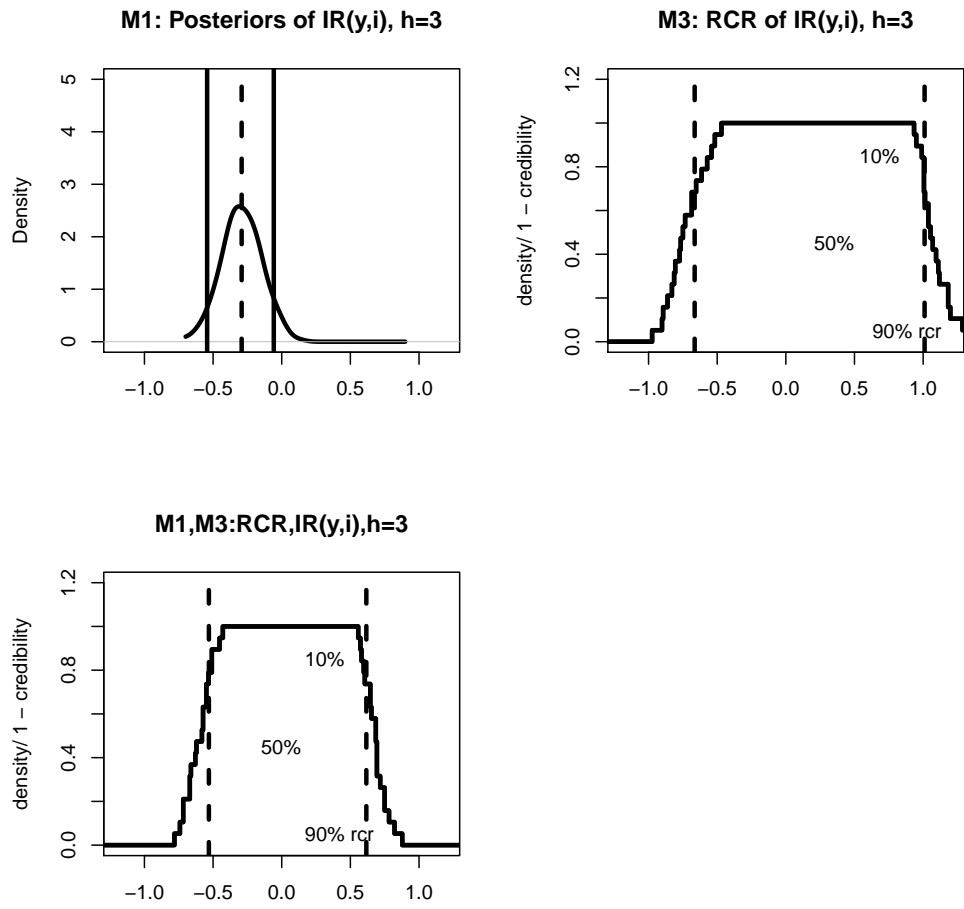 M1: Posteriors of IR(y,i), h=3
Density
5
4
3
2
1
0
−1.0 −0.5 0.0 0.5 1.0
M3: RCR of IR(y,i), h=3
density/ 1 − credibility
1.2
0.8
0.4
0.0
10%
50%
90% rcr
−1.0 −0.5 0.0 0.5 1.0
M1,M3:RCR,IR(y,i),h=3
density/ 1 − credibility
1.2
0.8
0.4
0.0
10%
50%
90% rcr
−1.0 −0.5 0.0 0.5 1.0